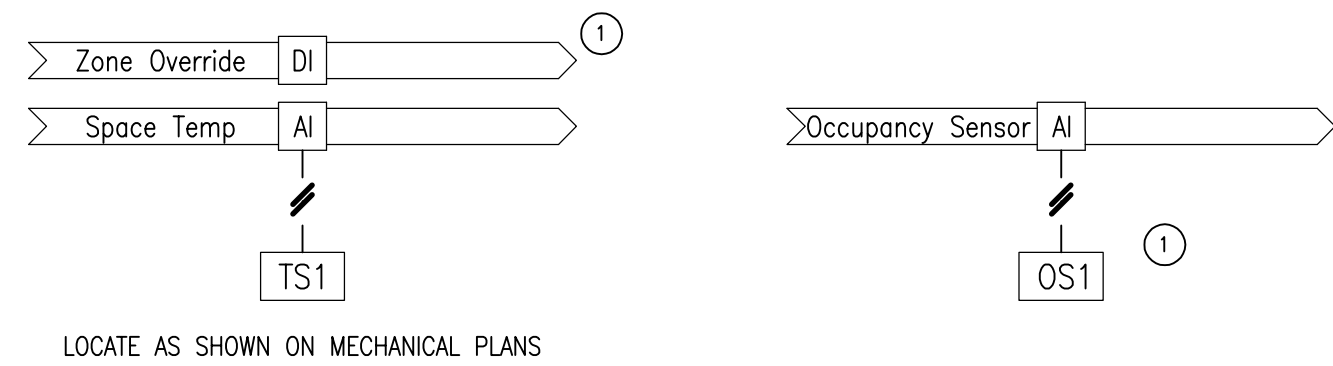 1
Zone Override DI
Space Temp AI
Occupancy Sensor AI
TS1
OS1
1
LOCATE AS SHOWN ON MECHANICAL PLANS